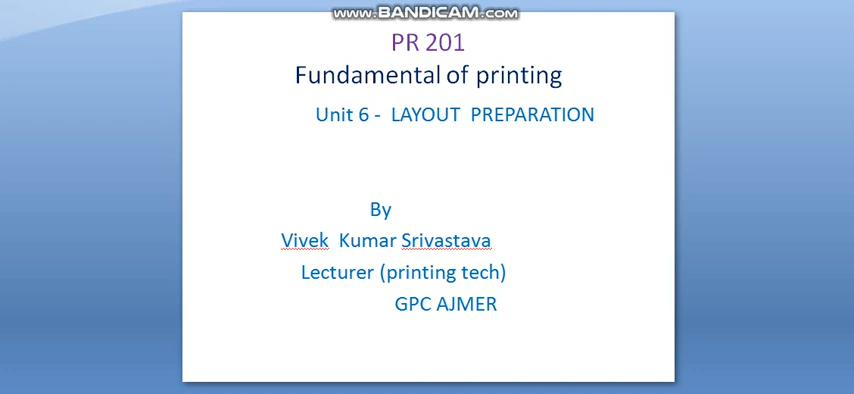 www.BANDICAM.com
PR 201
Fundamental of printing
Unit 6 - LAYOUT PREPARATION
By
Vivek Kumar Srivastava
Lecturer (printing tech)
GPC AJMER